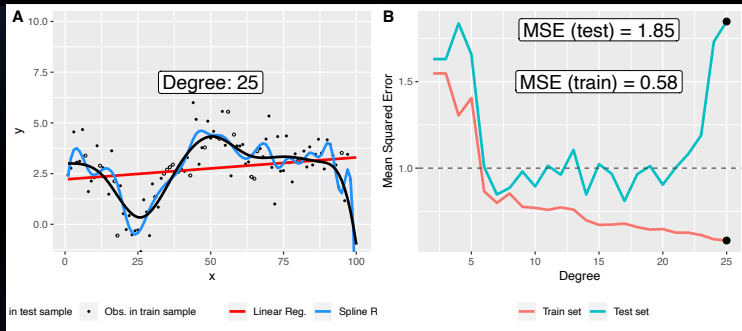 A
10.0
7.5
5.0
2.5
0.0
y
Degree: 25
0
25
50
75
100
x
in test sample
Obs. in train sample
Linear Reg.
Spline R
B
MSE (test) = 1.85
MSE (train) = 0.58
1.5
1.0
Mean Squared Error
5
10
15
20
25
Degree
Train set
Test set